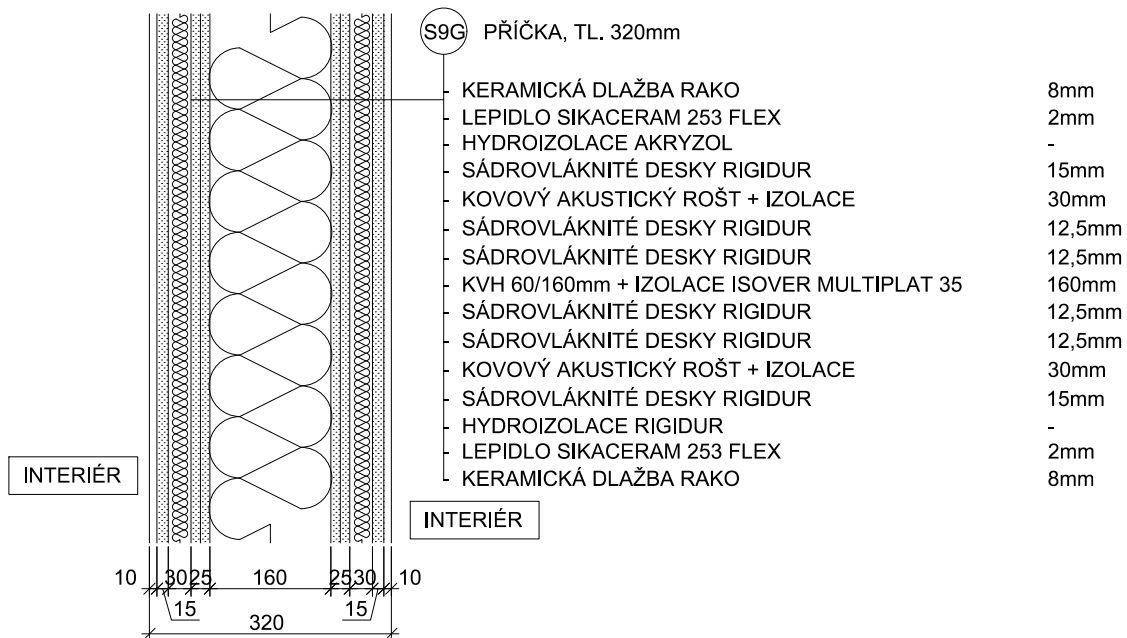 S9G PŘÍČKA, TL. 320mm
KERAMICKÁ DLAŽBA RAKO 8mm
LEPIDLO SIKACERAM 253 FLEX 2mm
HYDROIZOLACE AKRYZOL -
SÁDROVLÁKNITÉ DESKY RIGIDUR 15mm
KOVOVÝ AKUSTICKÝ ROŠT + IZOLACE 30mm
SÁDROVLÁKNITÉ DESKY RIGIDUR 12,5mm
SÁDROVLÁKNITÉ DESKY RIGIDUR 12,5mm
KVH 60/160mm + IZOLACE ISOVER MULTIPLAT 35 160mm
SÁDROVLÁKNITÉ DESKY RIGIDUR 12,5mm
SÁDROVLÁKNITÉ DESKY RIGIDUR 12,5mm
KOVOVÝ AKUSTICKÝ ROŠT + IZOLACE 30mm
SÁDROVLÁKNITÉ DESKY RIGIDUR 15mm
HYDROIZOLACE RIGIDUR -
LEPIDLO SIKACERAM 253 FLEX 2mm
KERAMICKÁ DLAŽBA RAKO 8mm
INTERIÉR
INTERIÉR
10 30 25 160 25 30 10
15 15
320